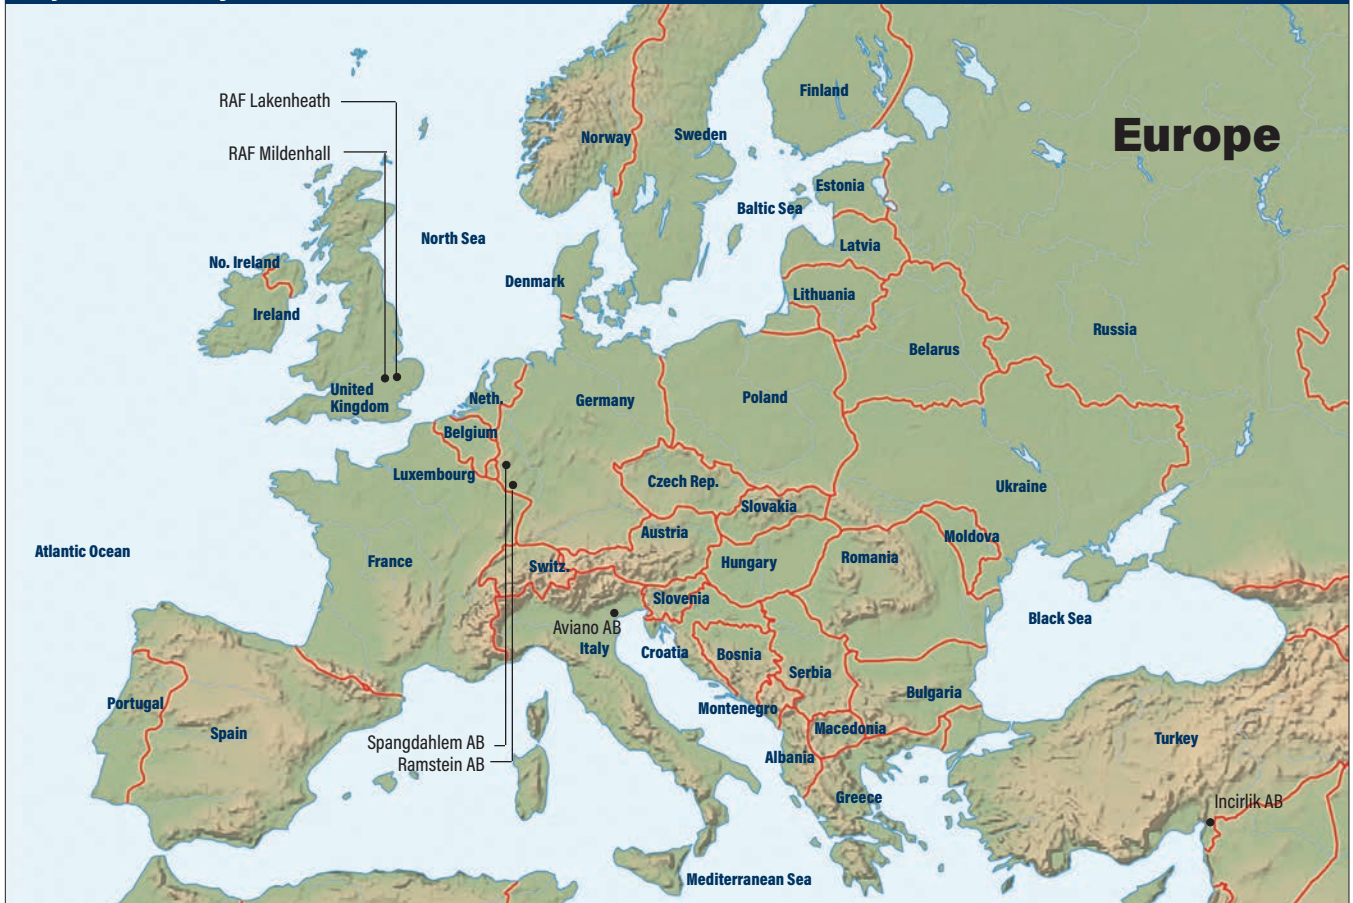 Europe
RAF Lakenheath
RAF Mildenhall
Finland
Norway
Sweden
Estonia
Baltic Sea
North Sea
Latvia
No. Ireland
Denmark
Lithuania
Ireland
Russia
Belarus
United
Kingdom
Neth.
Germany
Poland
Belgium
Luxembourg
Czech Rep.
Ukraine
Slovakia
Austria
Moldova
Atlantic Ocean
France
Switz.
Hungary
Romania
Slovenia
Black Sea
Aviano AB
Italy
Croatia
Bosnia
Serbia
Bulgaria
Portugal
Montenegro
Spain
Macedonia
Spangdahlem AB
Ramstein AB
Albania
Turkey
Greece
Incirlik AB
Mediterranean Sea